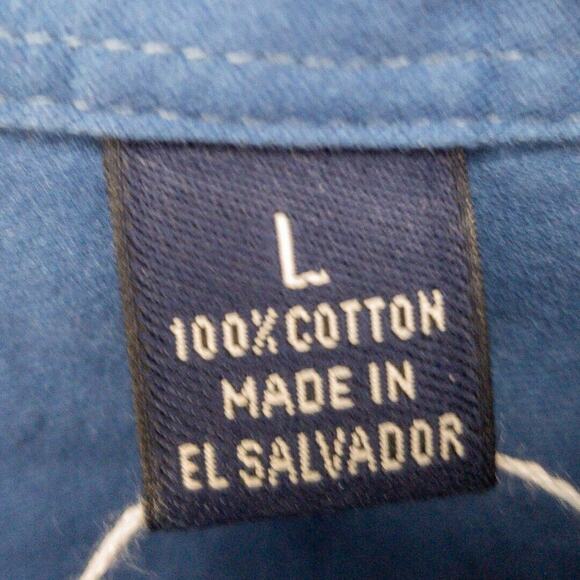 L
100% COTTON
MADE IN
EL SALVADOR